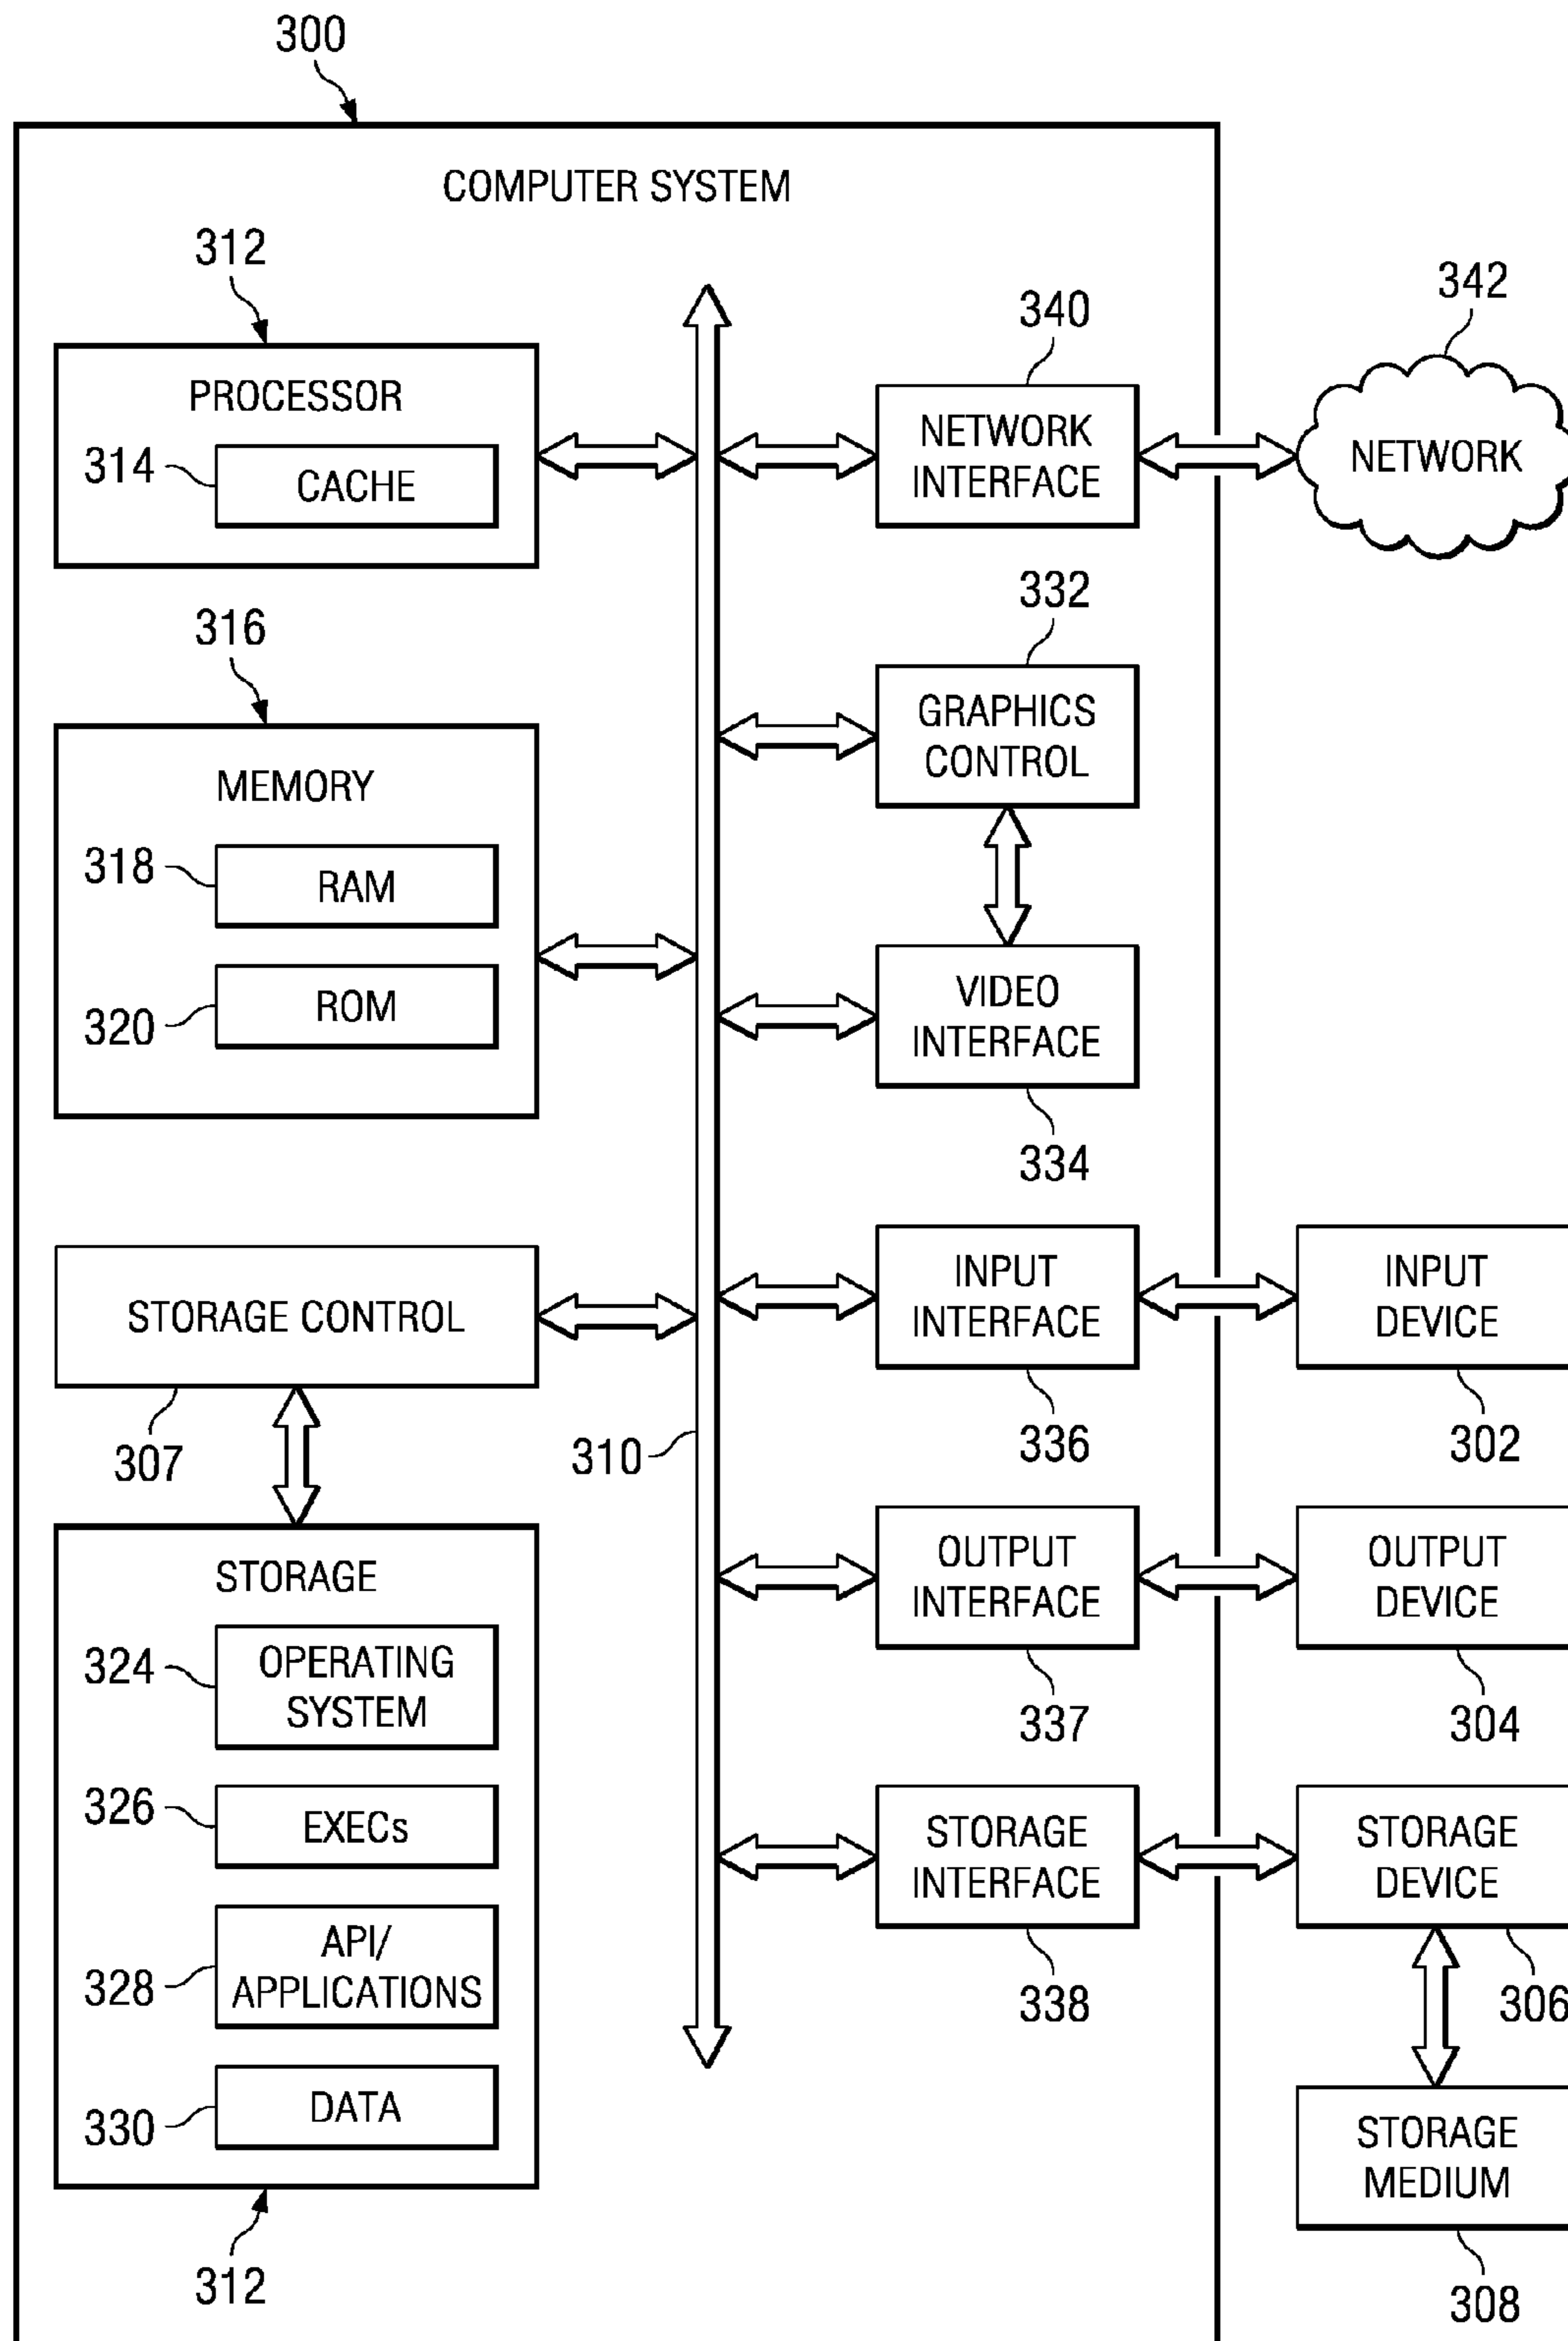 300
COMPUTER SYSTEM
312
PROCESSOR
314
CACHE
340
NETWORK
INTERFACE
342
NETWORK
316
MEMORY
318
RAM
320
ROM
332
GRAPHICS
CONTROL
VIDEO
INTERFACE
334
STORAGE CONTROL
307
310
INPUT
INTERFACE
336
INPUT
DEVICE
302
STORAGE
324
OPERATING
SYSTEM
326
EXECs
328
API/
APPLICATIONS
330
DATA
312
OUTPUT
INTERFACE
337
OUTPUT
DEVICE
304
STORAGE
INTERFACE
338
STORAGE
DEVICE
306
STORAGE
MEDIUM
308